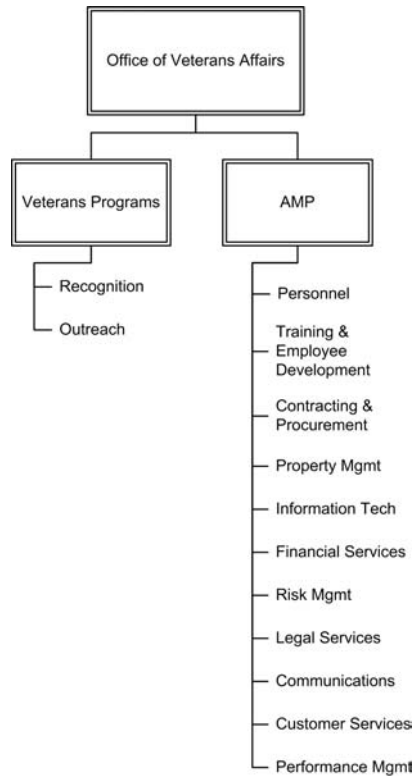 Office of Veterans Affairs
Veterans Programs
AMP
Recognition
Outreach
Personnel
Training &
Employee
Development
Contracting &
Procurement
Property Mgmt
Information Tech
Financial Services
Risk Mgmt
Legal Services
Communications
Customer Services
Performance Mgmt